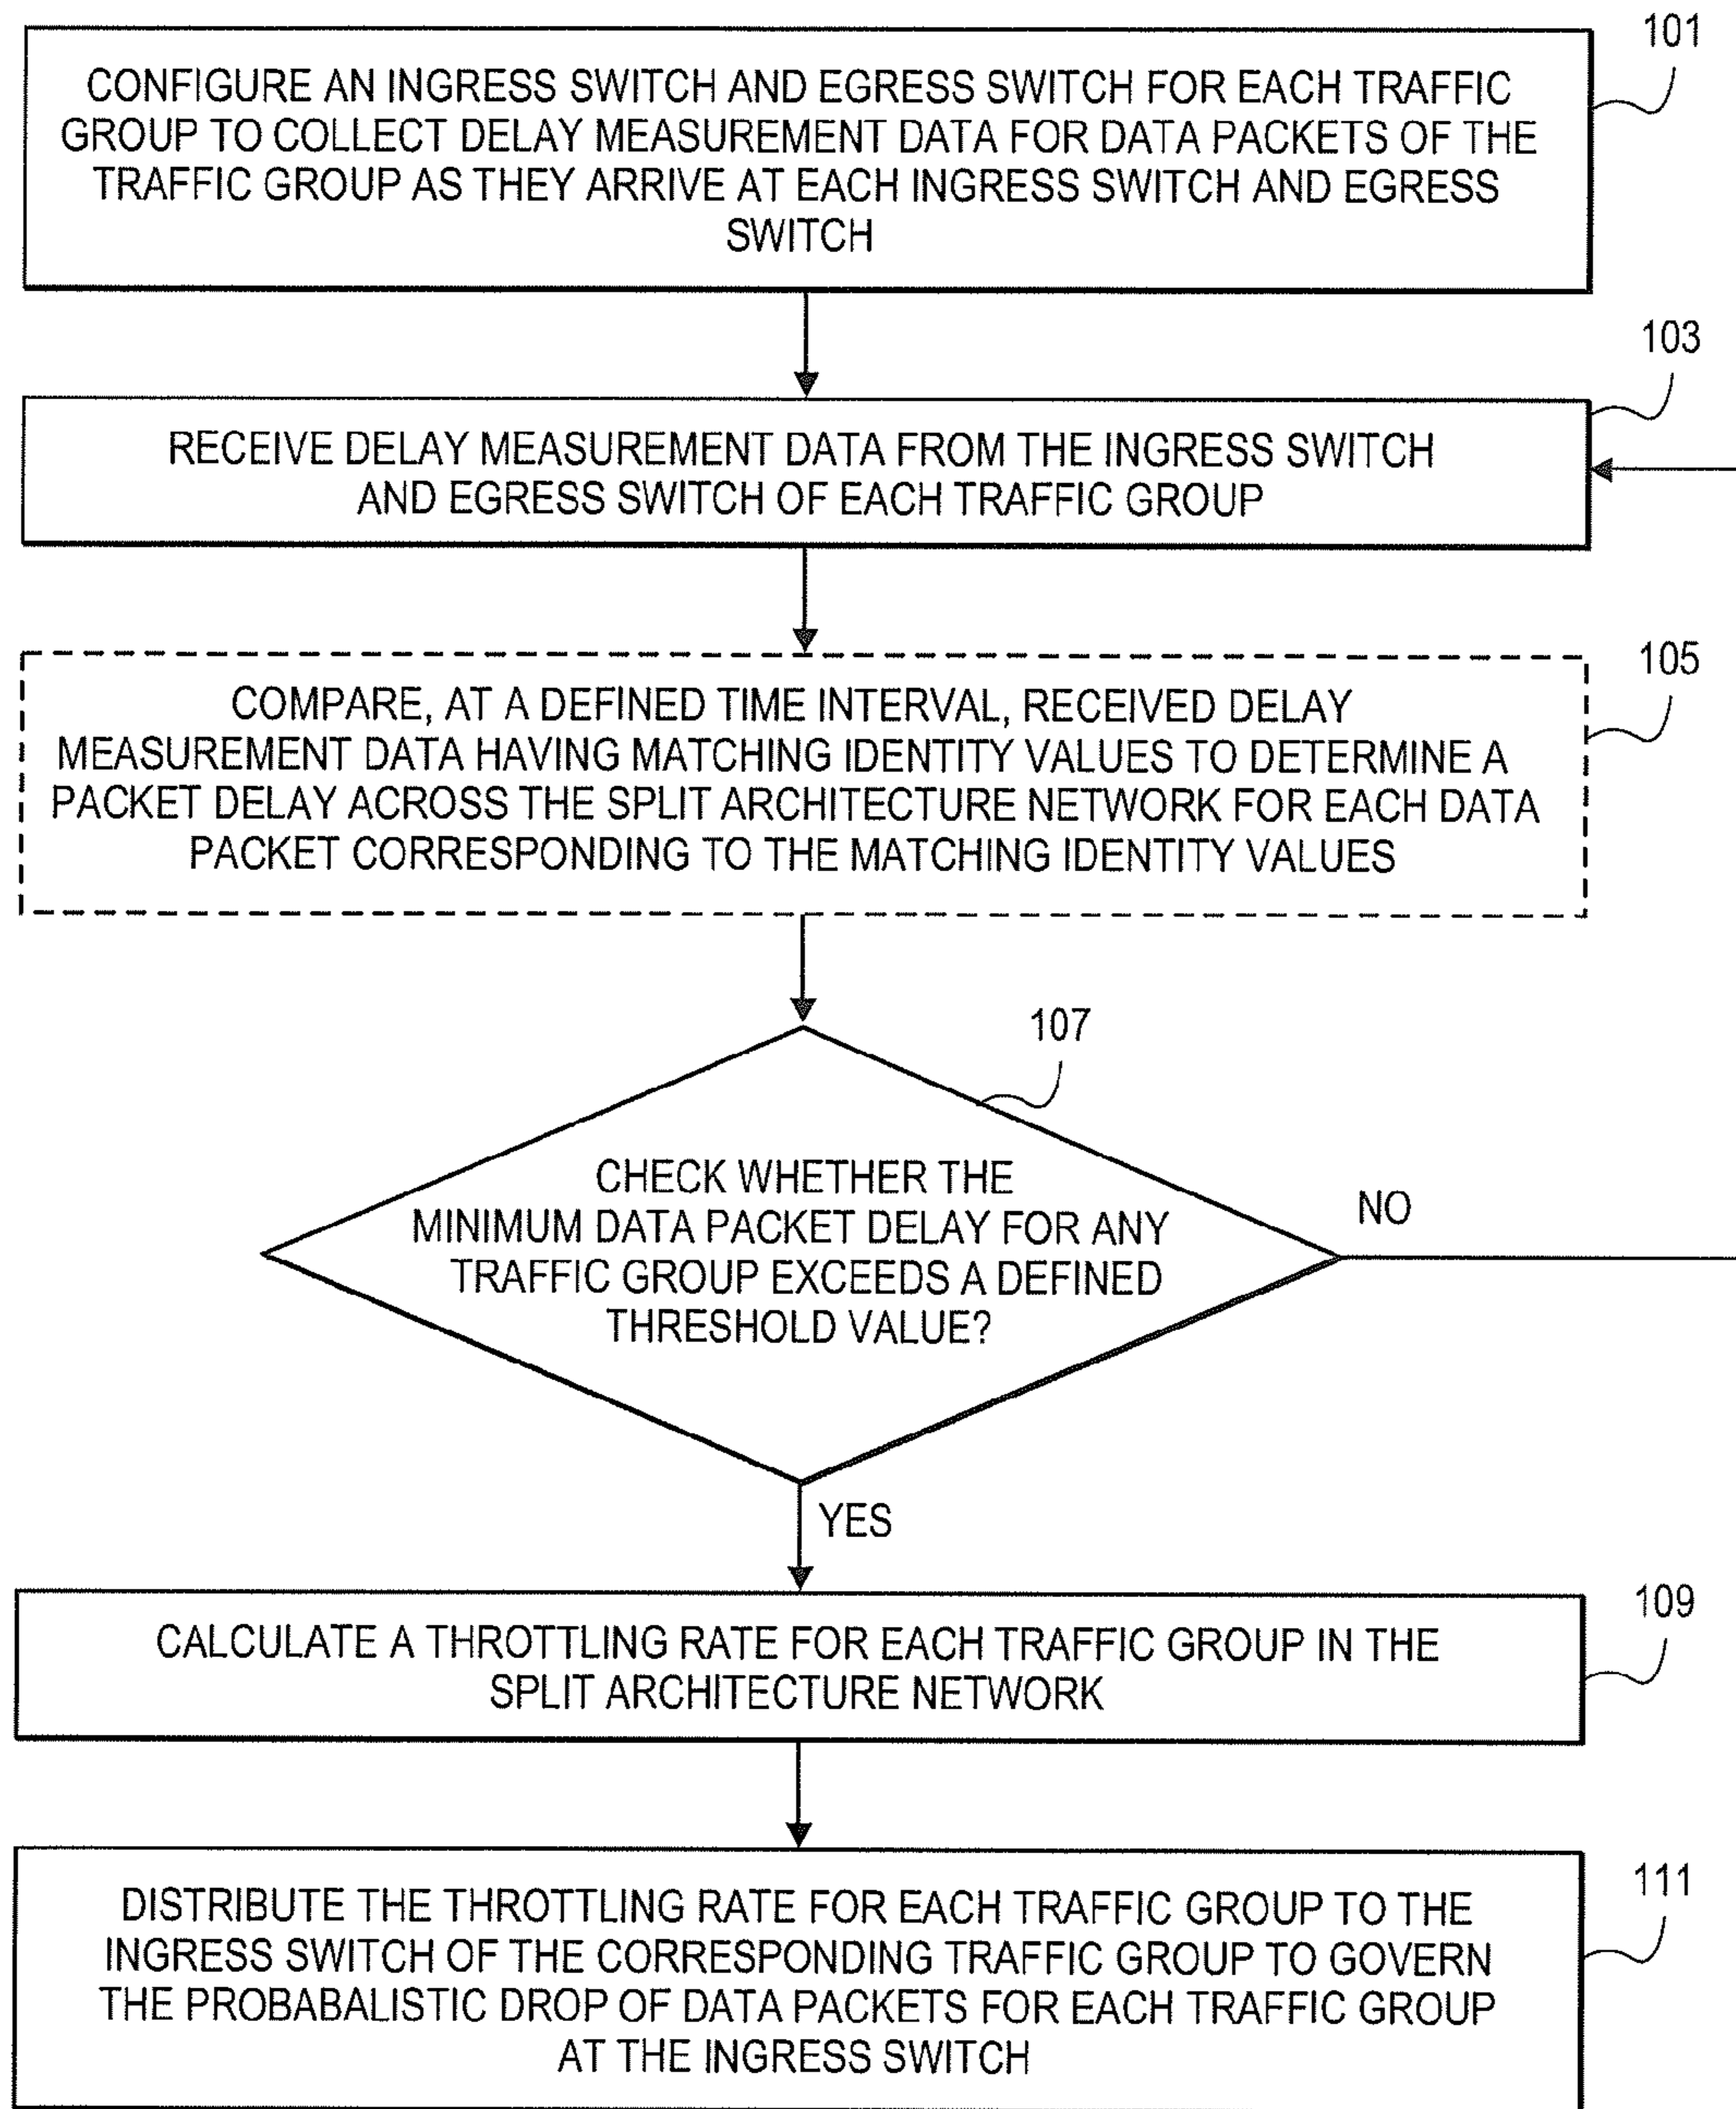 101
CONFIGURE AN INGRESS SWITCH AND EGRESS SWITCH FOR EACH TRAFFIC
GROUP TO COLLECT DELAY MEASUREMENT DATA FOR DATA PACKETS OF THE
TRAFFIC GROUP AS THEY ARRIVE AT EACH INGRESS SWITCH AND EGRESS
SWITCH
103
RECEIVE DELAY MEASUREMENT DATA FROM THE INGRESS SWITCH
AND EGRESS SWITCH OF EACH TRAFFIC GROUP
105
COMPARE, AT A DEFINED TIME INTERVAL, RECEIVED DELAY
MEASUREMENT DATA HAVING MATCHING IDENTITY VALUES TO DETERMINE A
PACKET DELAY ACROSS THE SPLIT ARCHITECTURE NETWORK FOR EACH DATA
PACKET CORRESPONDING TO THE MATCHING IDENTITY VALUES
107
CHECK WHETHER THE
MINIMUM DATA PACKET DELAY FOR ANY
TRAFFIC GROUP EXCEEDS A DEFINED
THRESHOLD VALUE?
NO
YES
109
CALCULATE A THROTTLING RATE FOR EACH TRAFFIC GROUP IN THE
SPLIT ARCHITECTURE NETWORK
111
DISTRIBUTE THE THROTTLING RATE FOR EACH TRAFFIC GROUP TO THE
INGRESS SWITCH OF THE CORRESPONDING TRAFFIC GROUP TO GOVERN
THE PROBABALISTIC DROP OF DATA PACKETS FOR EACH TRAFFIC GROUP
AT THE INGRESS SWITCH